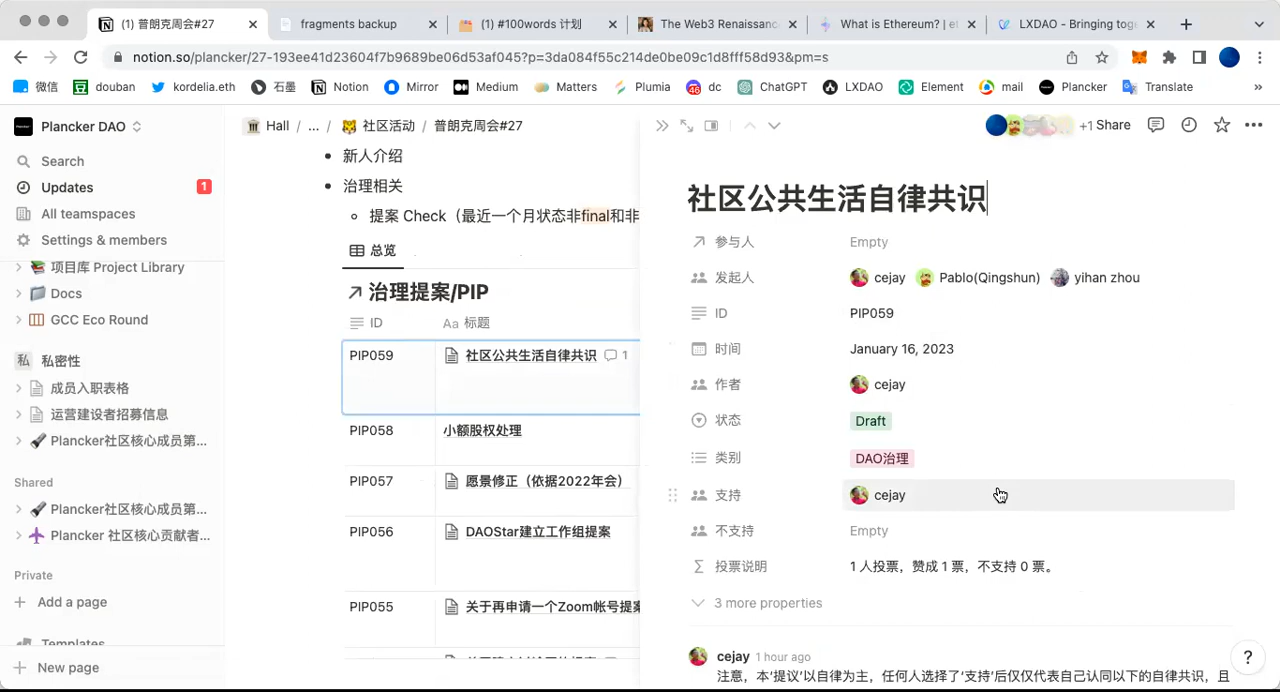 (1) 普朗克周会#27
fragments backup
(1) #100words 计划
The Web3 Renaissanc
What is Ethereum? | et
LXDAO - Bringing tog
notion.so/plancker/27-193ee41d23604f7b9689be06d53af045?p=3da084f55c214de0be09c1d8fff58d93&pm=s
微信
douban
kordelia.eth
石墨
Notion
Mirror
Medium
Matters
Plumia
46
dc
ChatGPT
LXDAO
Element
mail
Plancker
Translate
Plancker DAO
Search
Updates
1
All teamspaces
Settings & members
项目库 Project Library
Docs
GCC Eco Round
私 私密性
成员入职表格
运营建设者招募信息
Plancker社区核心成员第...
Shared
Plancker社区核心成员第...
Plancker 社区核心贡献者...
Private
Add a page
Templates
New page
Hall / ... / 社区活动 / 普朗克周会#27
新人介绍
治理相关
提案 Check（最近一个月状态非final和非
总览
治理提案/PIP
ID
Aa 标题
PIP059
社区公共生活自律共识
1
PIP058
小额股权处理
PIP057
愿景修正（依据2022年会）
PIP056
DAOStar建立工作组提案
PIP055
关于再申请一个Zoom帐号提案
+1 Share
社区公共生活自律共识
参与人
Empty
发起人
cejay
Pablo(Qingshun)
yihan zhou
ID
PIP059
时间
January 16, 2023
作者
cejay
状态
Draft
类别
DAO治理
支持
cejay
不支持
Empty
投票说明
1 人投票，赞成 1 票，不支持 0 票。
3 more properties
cejay 1 hour ago
注意，本‘提议’以自律为主，任何人选择了‘支持’后仅仅代表自己认同以下的自律共识，且
?